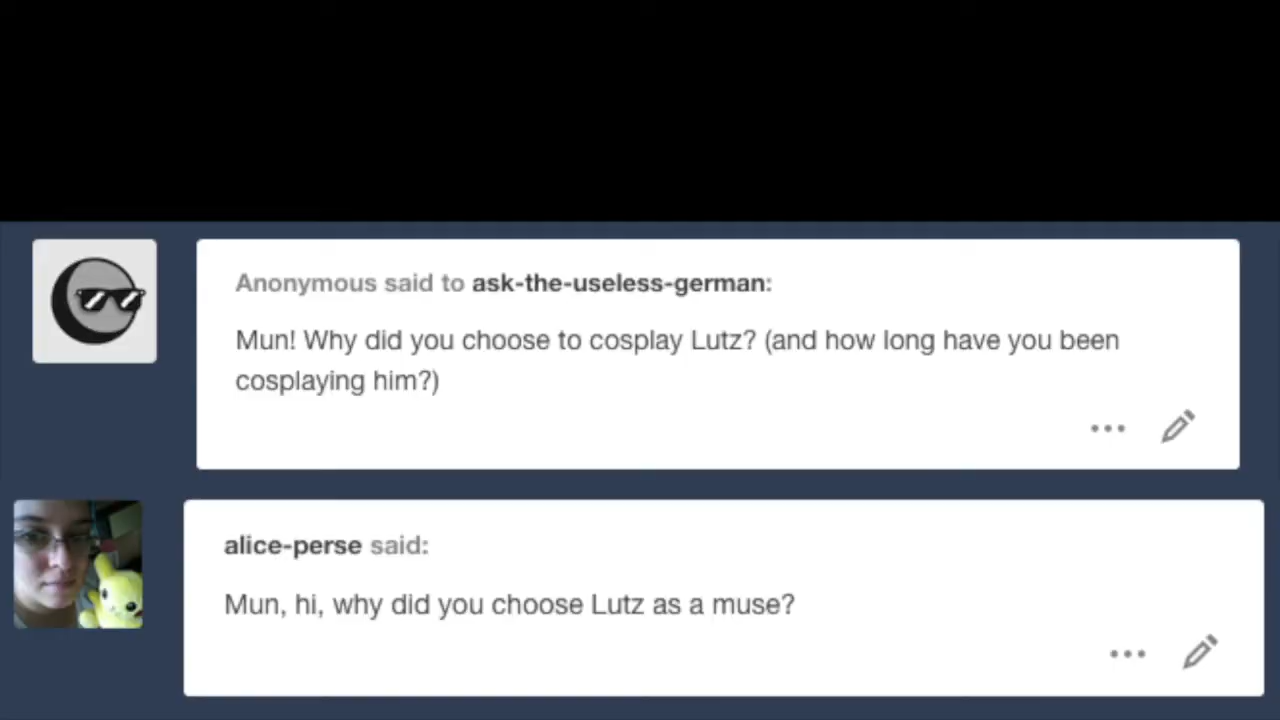 Anonymous said to ask-the-useless-german:
Mun! Why did you choose to cosplay Lutz? (and how long have you been
cosplaying him?)
alice-perse said:
Mun, hi, why did you choose Lutz as a muse?